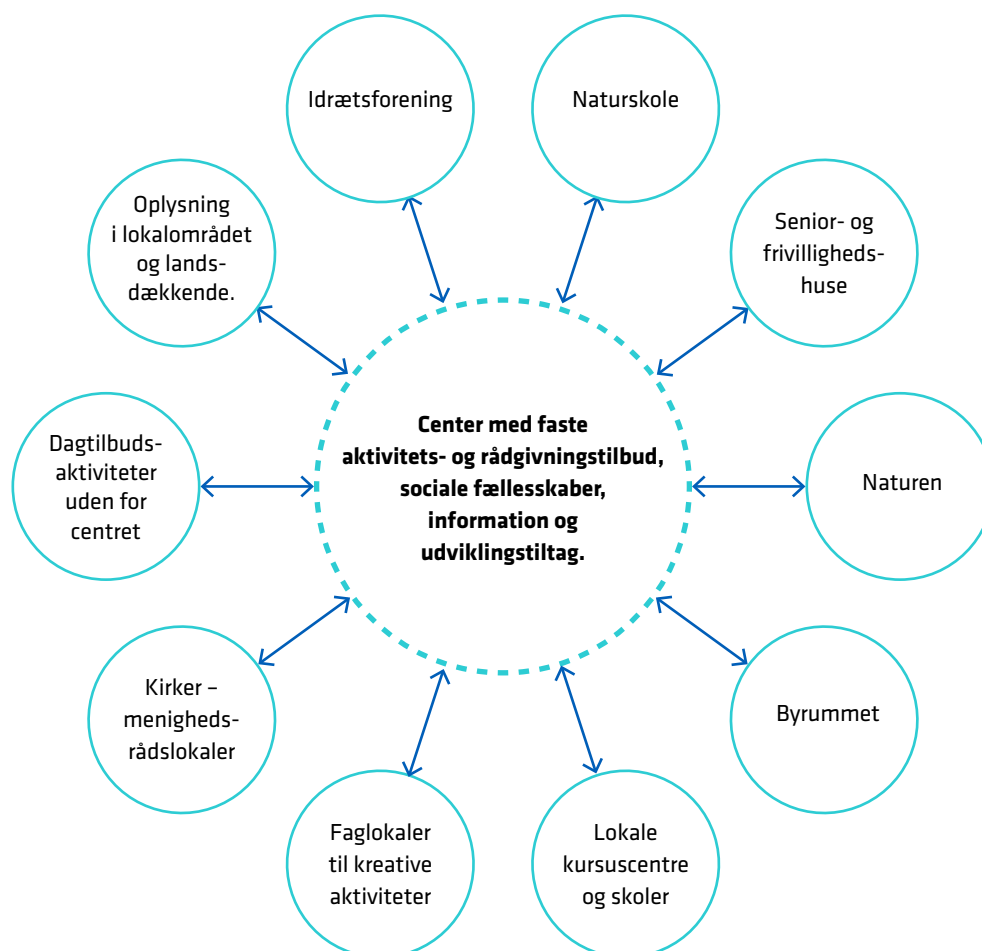 Idrætsforening
Naturskole
Oplysning
i lokalområdet
og lands-
dækkende.
Senior- og
frivilligheds-
huse
Center med faste
aktivitets- og rådgivningstilbud,
sociale fællesskaber,
information og
udviklingstiltag.
Dagtilbuds-
aktiviteter
uden for
centret
Naturen
Kirker –
menigheds-
rådslokaler
Byrummet
Faglokaler
til kreative
aktiviteter
Lokale
kursuscentre
og skoler